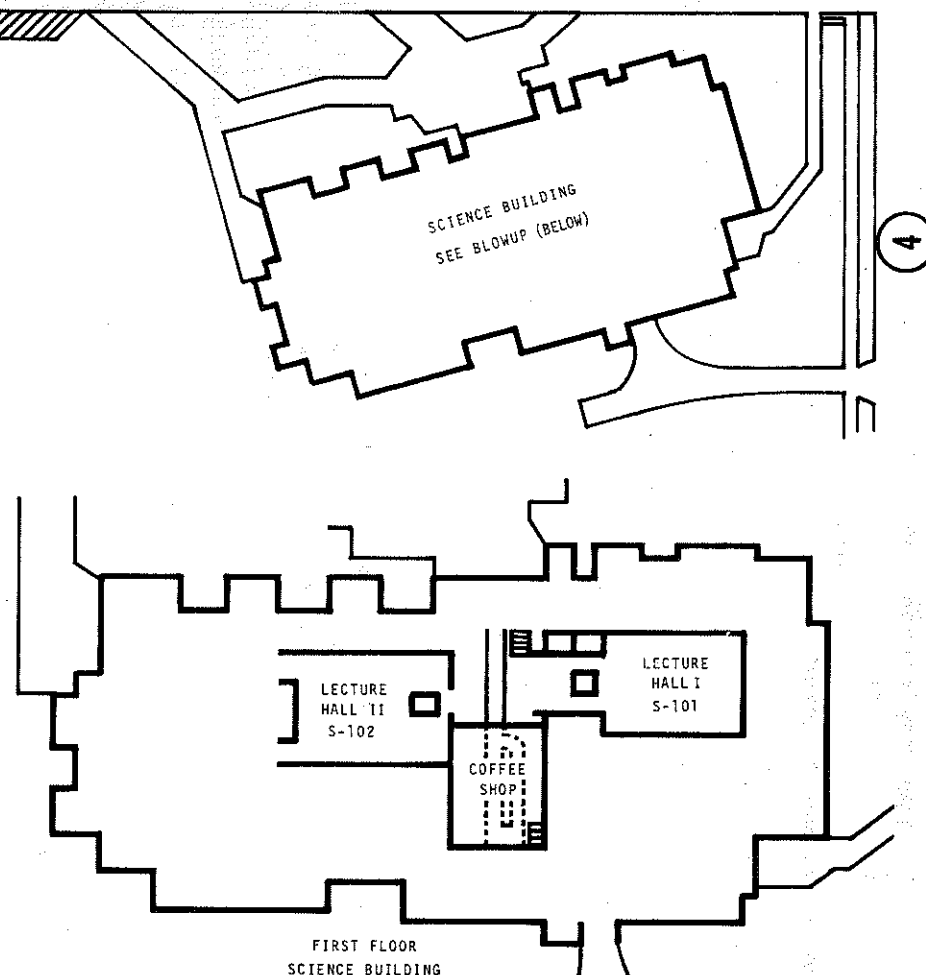 SCIENCE BUILDING
SEE BLOWUP (BELOW)
4
LECTURE
HALL II
S-102
LECTURE
HALL I
S-101
COFFEE
SHOP
FIRST FLOOR
SCIENCE BUILDING